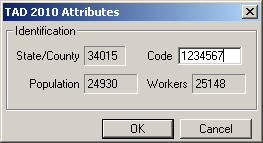 TAD 2010 Attributes
Identification
State/County 34015 Code 1234567
Population 24930 Workers 25148
OK Cancel